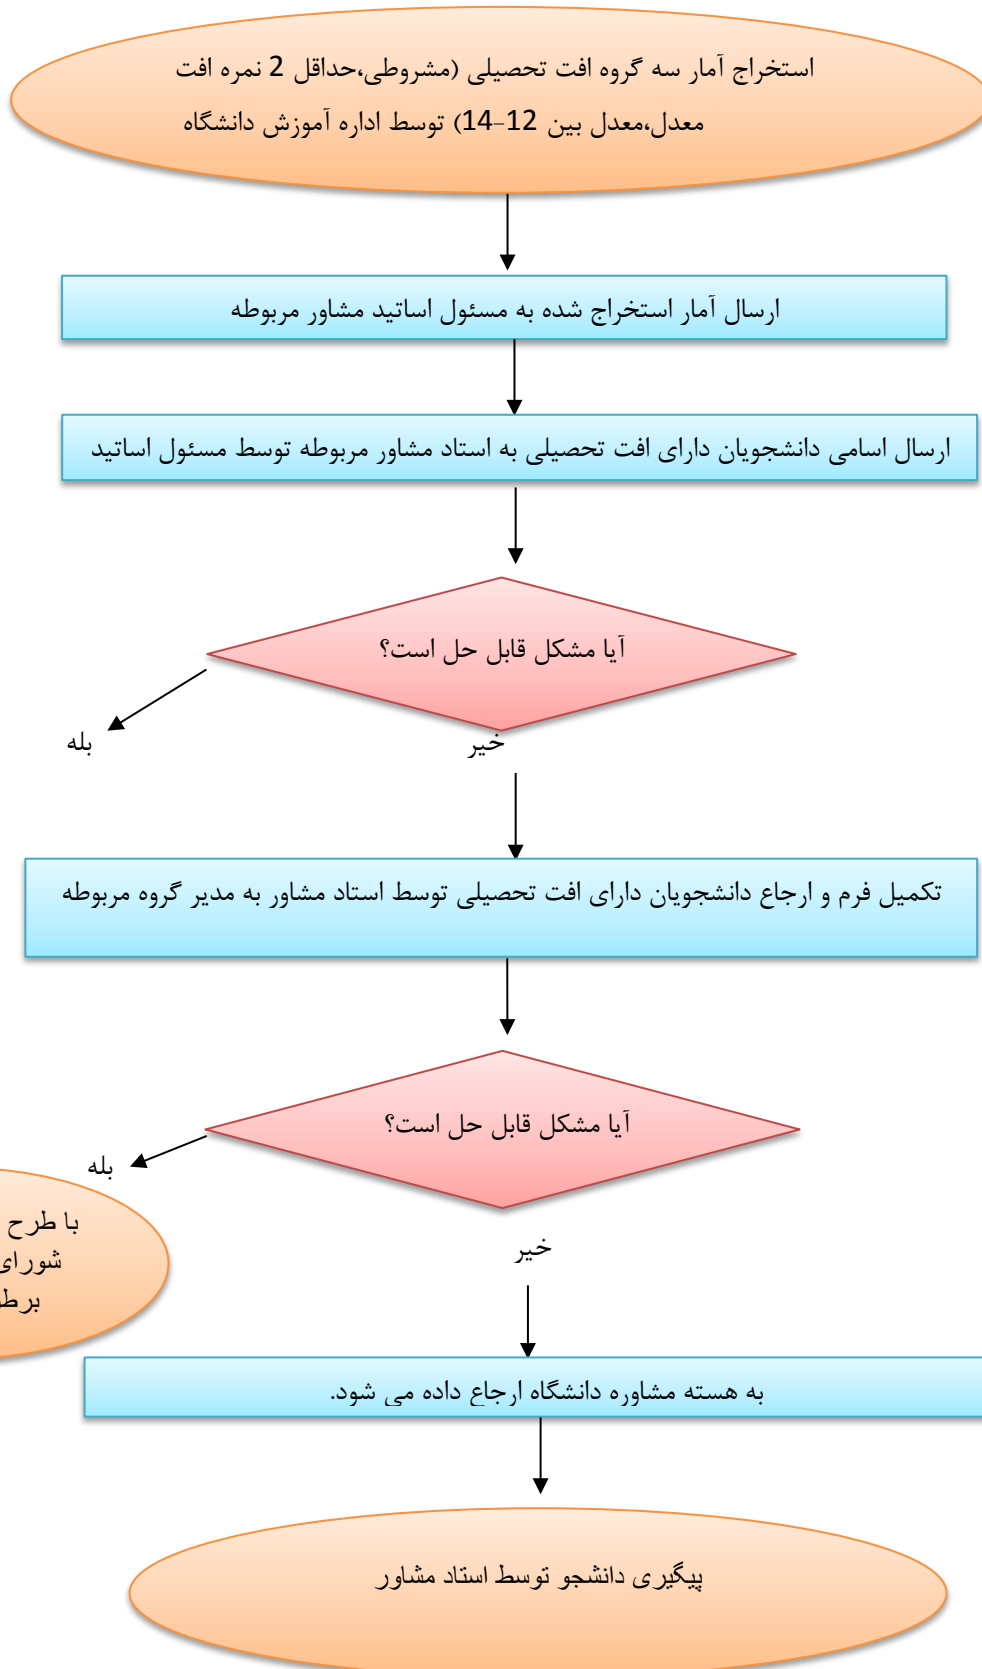 استخراج آمار سه گروه افت تحصیلی (مشروطی،حداقل 2 نمره افت
معدل،معدل بین 12-14) توسط اداره آموزش دانشگاه
ارسال آمار استخراج شده به مسئول اساتید مشاور مربوطه
ارسال اسامی دانشجویان دارای افت تحصیلی به استاد مشاور مربوطه توسط مسئول اساتید
آیا مشکل قابل حل است؟
بله
خیر
تکمیل فرم و ارجاع دانشجویان دارای افت تحصیلی توسط استاد مشاور به مدیر گروه مربوطه
آیا مشکل قابل حل است؟
بله
با طرح
شورای
خیر
به هسته مشاوره دانشگاه ارجاع داده می شود.
پیگیری دانشجو توسط استاد مشاور